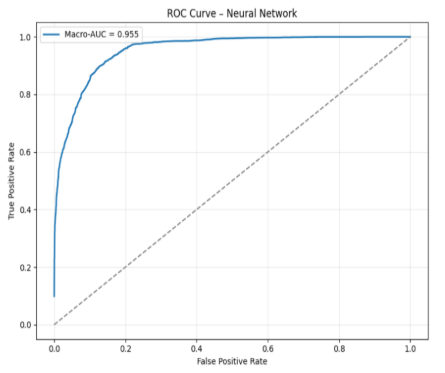 ROC Curve – Neural Network
Macro-AUC = 0.955
True Positive Rate
1.0
0.8
0.6
0.4
0.2
0.0
0.0 0.2 0.4 0.6 0.8 1.0
False Positive Rate